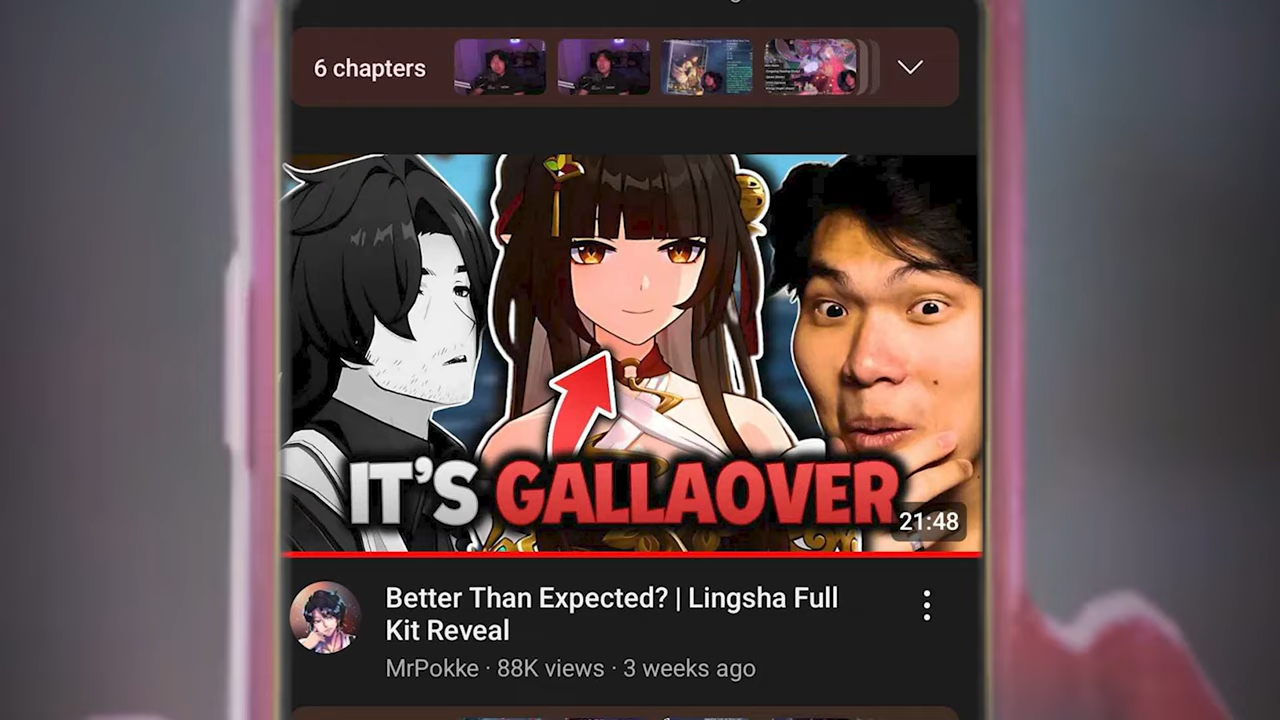 6 chapters
IT'S GALLAOVER
21:48
Better Than Expected? | Lingsha Full
Kit Reveal
MrPokke · 88K views · 3 weeks ago